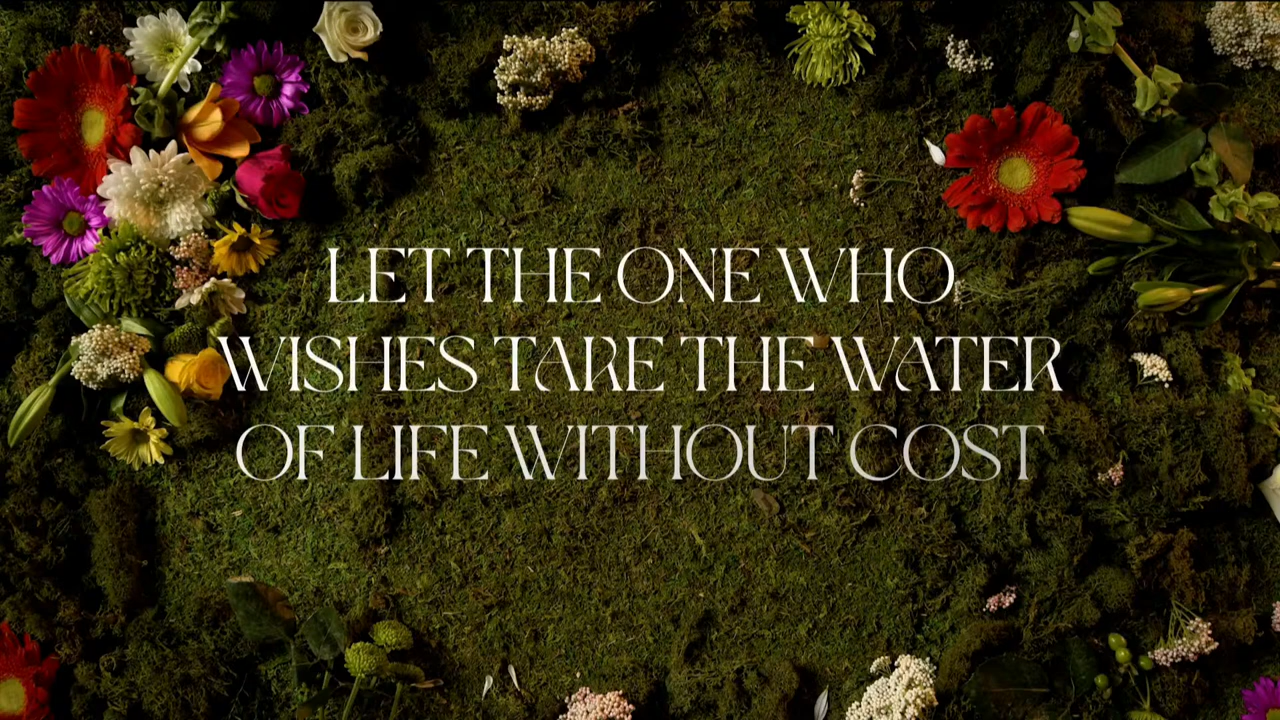 LET THE ONE WHO
WISHES TAKE THE WATER
OF LIFE WITHOUT COST